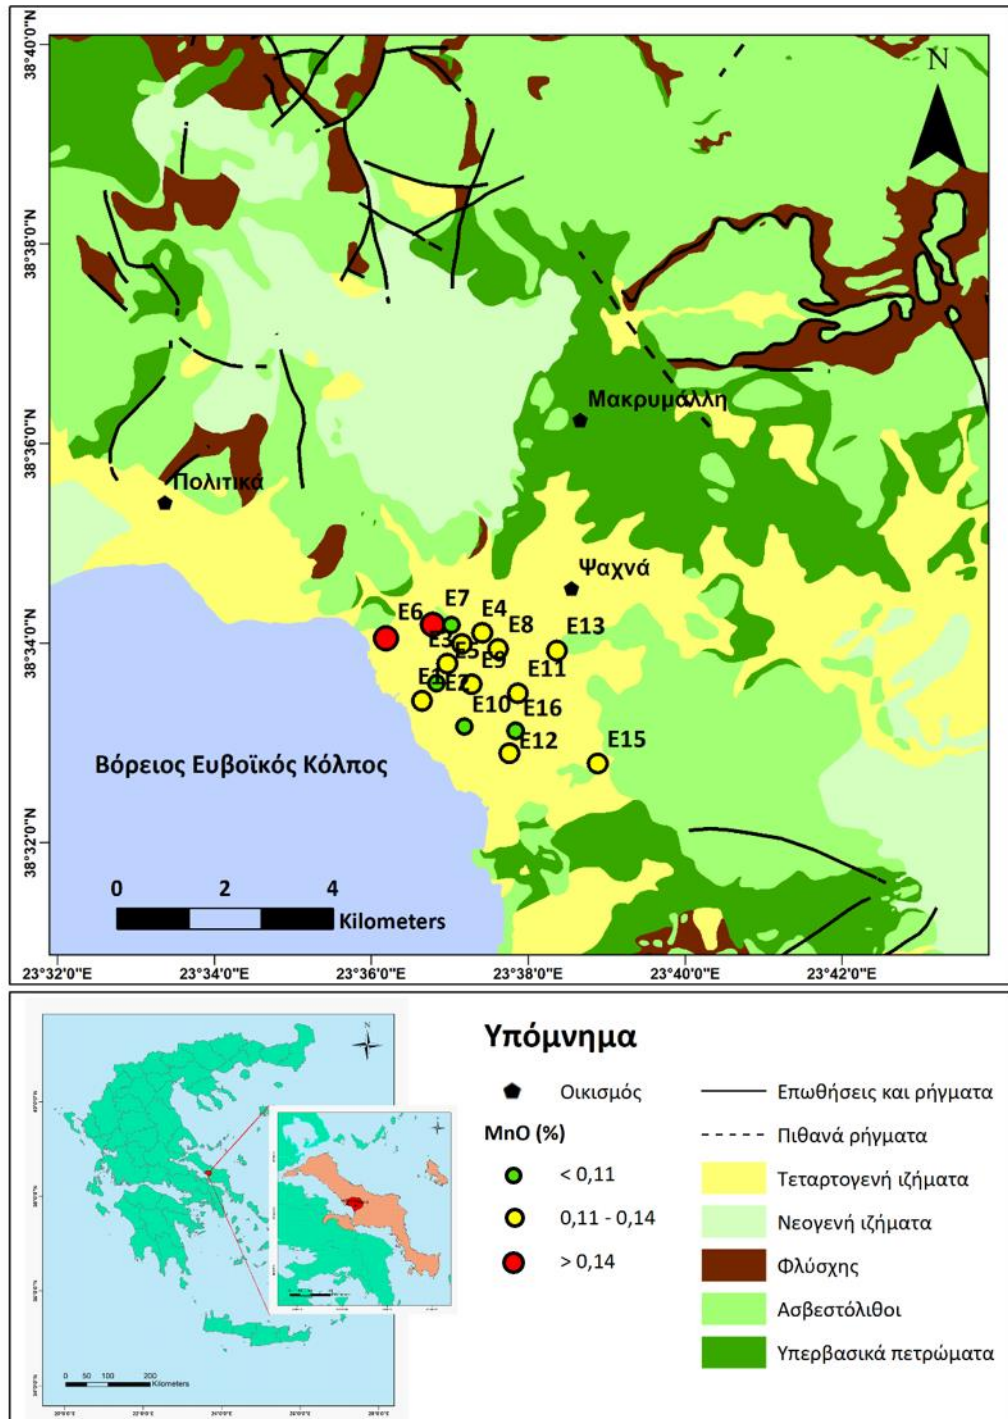 38°40'0"N
N
38°38'0"N
Μακρυμάλλη
38°36'0"N
Πολιτικά
Ψαχνά
E7
E6
E4
E8
E13
38°34'0"N
E3
E5
E9
E11
E1
E2
E10
E16
E12
E15
Βόρειος Ευβοϊκός Κόλπος
38°32'0"N
0 2 4
Kilometers
23°32'0"E 23°34'0"E 23°36'0"E 23°38'0"E 23°40'0"E 23°42'0"E
Υπόμνημα
Οικισμός
MnO (%)
< 0,11
0,11 - 0,14
> 0,14
Επωθήσεις και ρήγματα
Πιθανά ρήγματα
Τεταρτογενή ιζήματα
Νεογενή ιζήματα
Φλύσχης
Ασβεστόλιθοι
Υπερβασικά πετρώματα
N
0 50 100 200
Kilometers